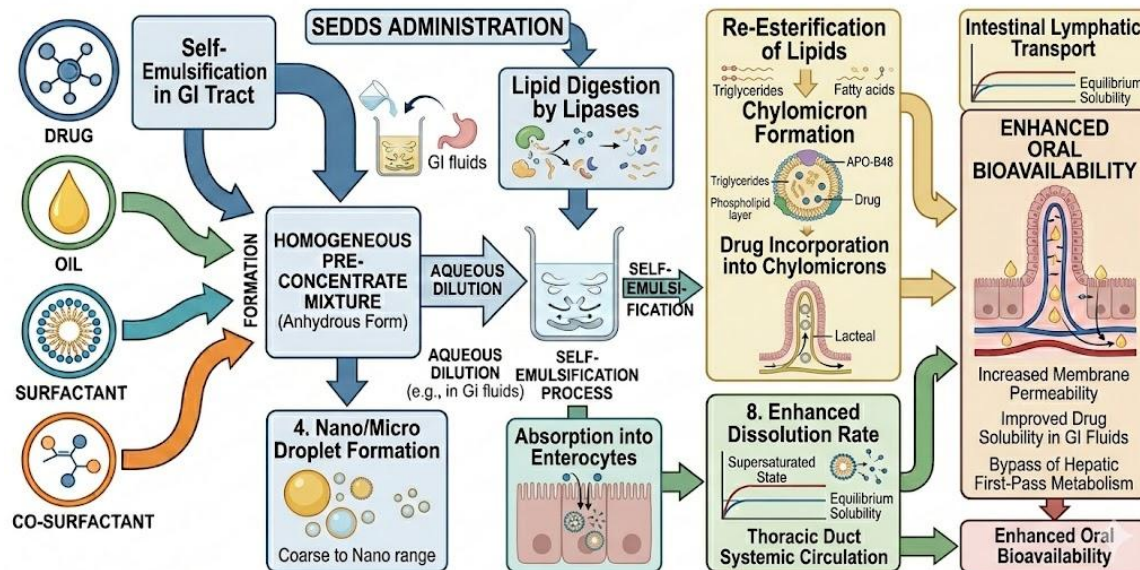 DRUG
OIL
SURFACTANT
CO-SURFACTANT
Self-
Emulsification
in GI Tract
FORMATION
GI fluids
HOMOGENEOUS
PRE-
CONCENTRATE
MIXTURE
(Anhydrous Form)
4. Nano/Micro
Droplet Formation
Coarse to Nano range
AQUEOUS
DILUTION
AQUEOUS
DILUTION
(e.g., in Gi fluids)
SEDDS ADMINISTRATION
Lipid Digestion
by Lipases
SELF-
EMULSI-
FICATION
SELF-
EMULSIFICATION
PROCESS
Absorption into
Enterocytes
Re-Esterification
of Lipids
Triglycerides
Fatty acids
Chylomicron
Formation
APO-B48
Triglycerides
Phospholipid
layer
Drug
Drug Incorporation
into Chylomicrons
Lacteal
8. Enhanced
Dissolution Rate
Supersaturated
State
Equilibrium
Solubility
Thoracic Duct
Systemic Circulation
Intestinal Lymphatic
Transport
Equilibrium
Solubility
ENHANCED
ORAL
BIOAVAILABILITY
Increased Membrane
Permeability
Improved Drug
Solubility in GI Fluids
Bypass of Hepatic
First-Pass Metabolism
Enhanced Oral
Bioavailability